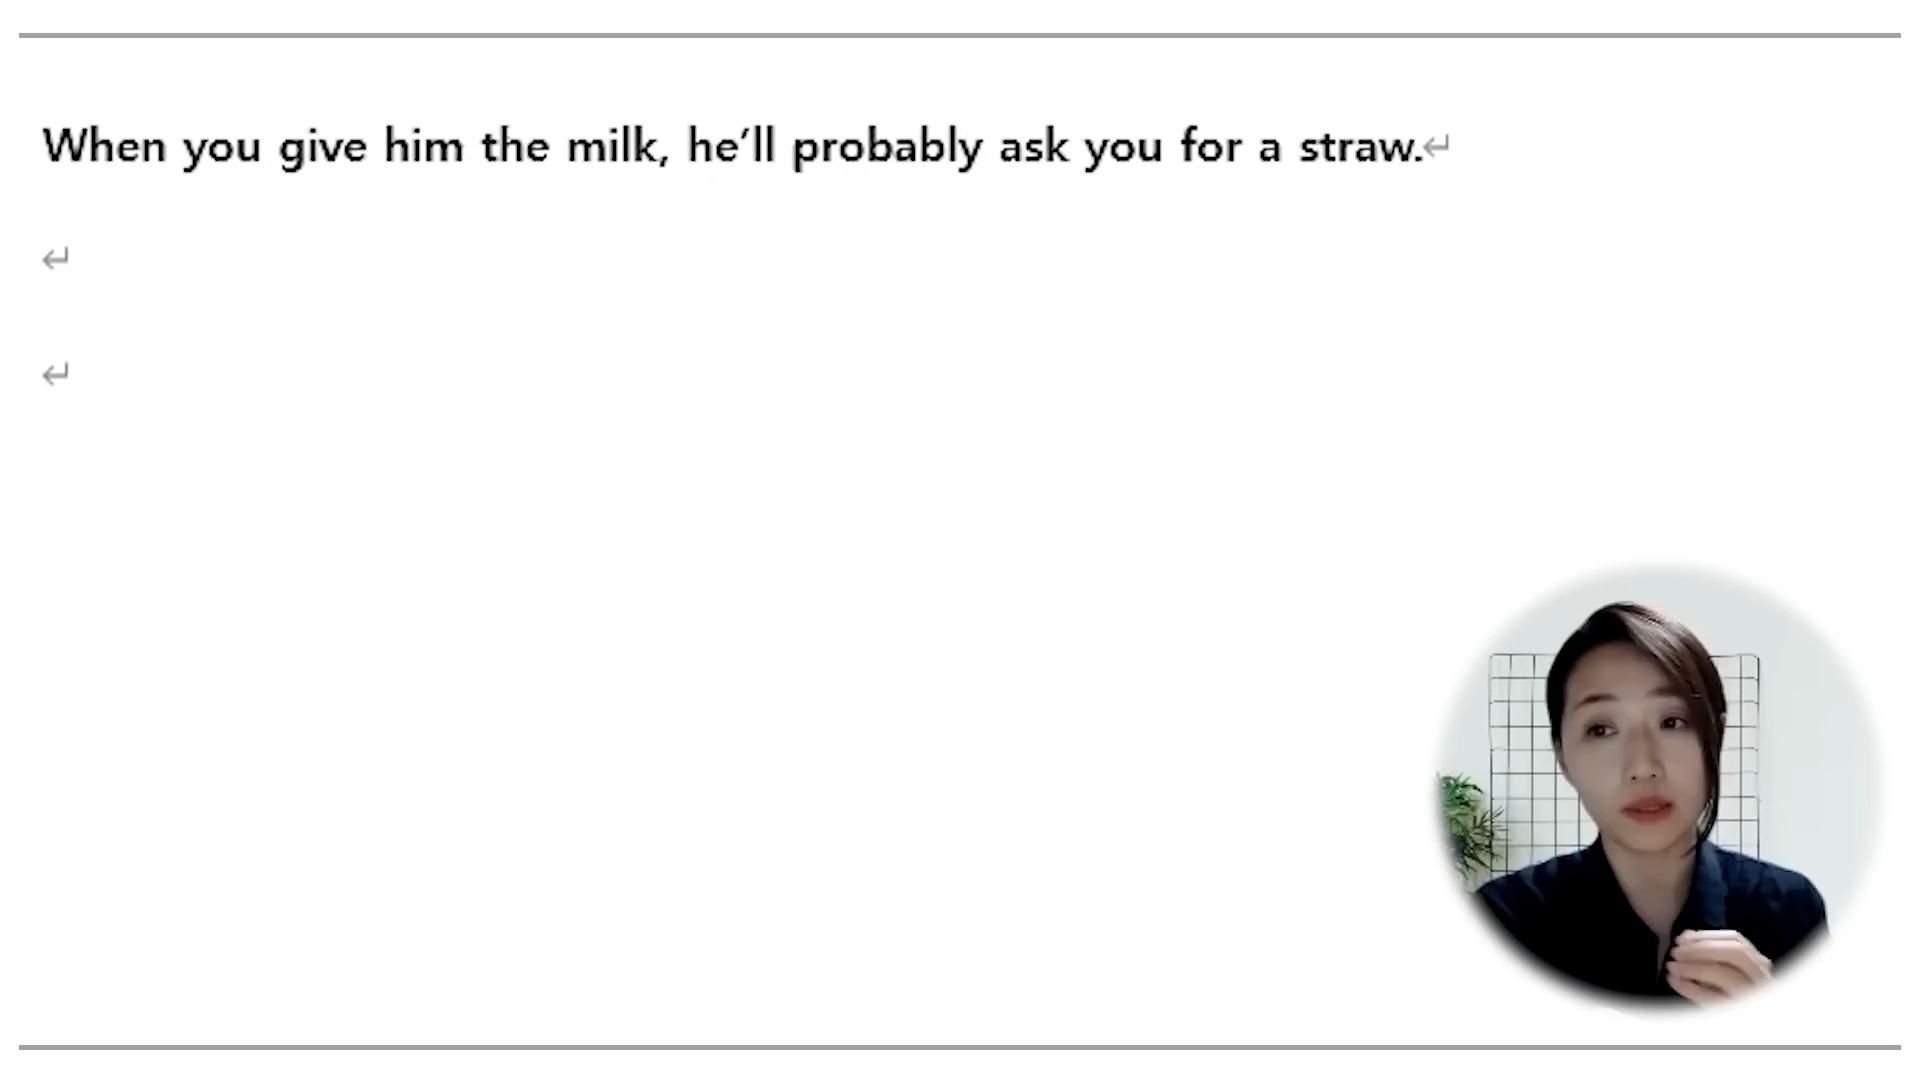 When you give him the milk, he’ll probably ask you for a straw.